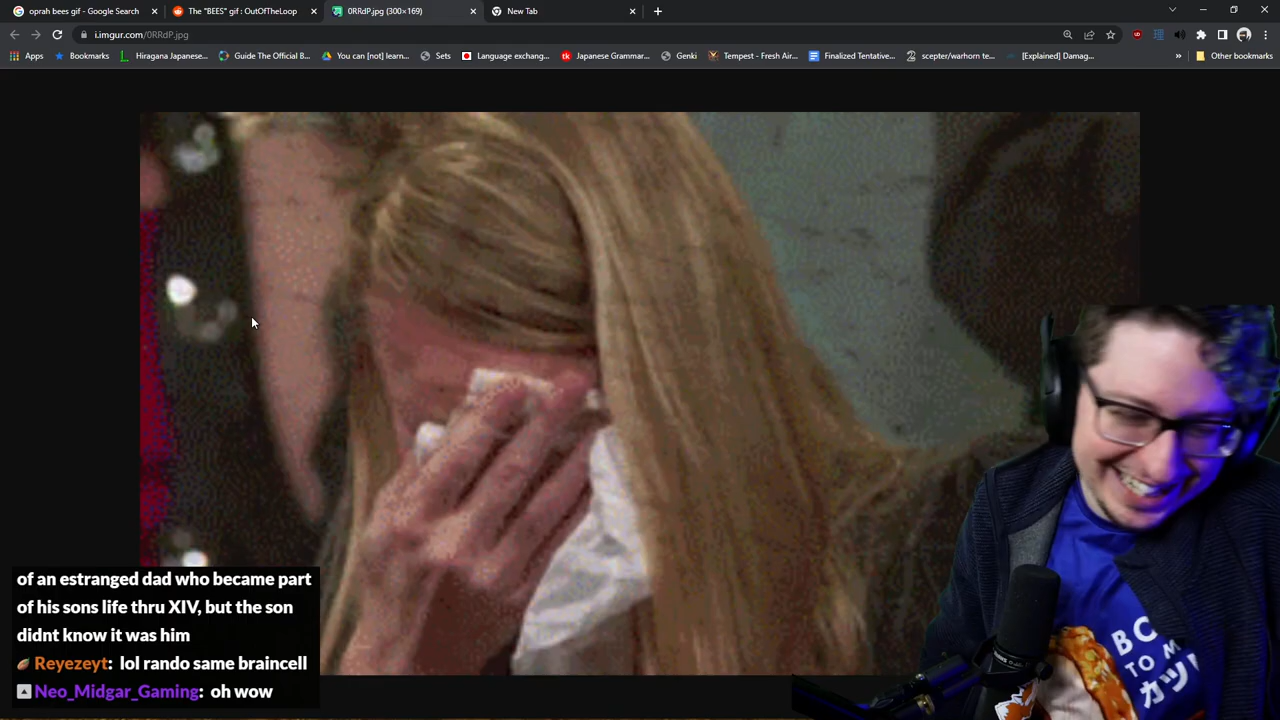 oprah bees gif - Google Search
The "BEES" gif : OutOfTheLoop
0RRdP.jpg (300×169)
New Tab
i.imgur.com/0RRdP.jpg
Apps
Bookmarks
Hiragana Japanese...
Guide The Official B...
You can (not) learn...
Sets
Language exchang...
Japanese Grammar...
Genki
Tempest - Fresh Air...
Finalized Tentative...
scepter/warhorn te...
[Explained] Damag...
Other bookmarks
BC
TO M
カツ
of an estranged dad who became part
of his sons life thru XIV, but the son
didnt know it was him
Reyezeyt: lol rando same braincell
Neo_Midgar_Gaming: oh wow